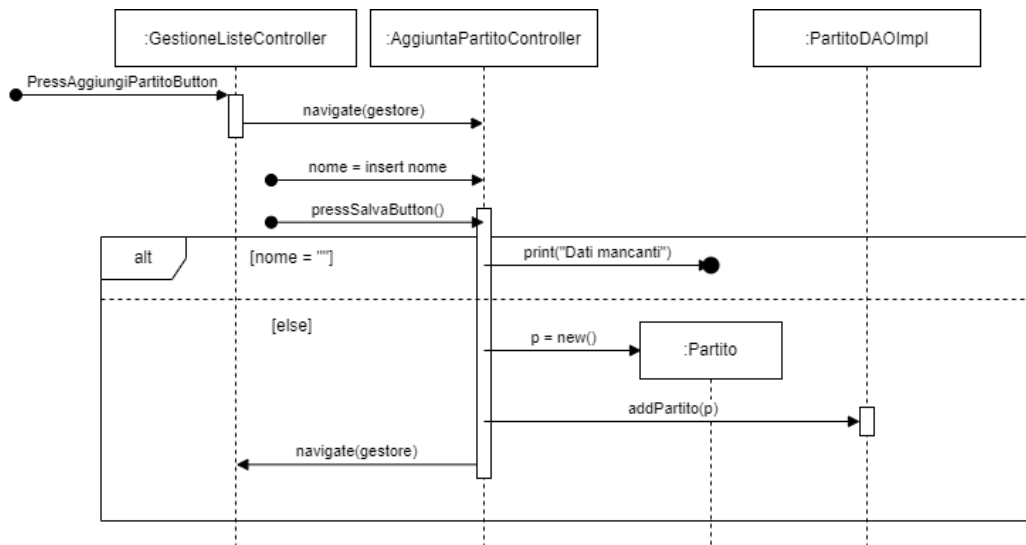 :GestioneListeController
:AggiuntaPartitoController
:PartitoDAOImpl
PressAggiungiPartitoButton
navigate(gestore)
nome = insert nome
pressSalvaButton()
alt
[nome = ""]
print("Dati mancanti")
[else]
p = new()
:Partito
addPartito(p)
navigate(gestore)